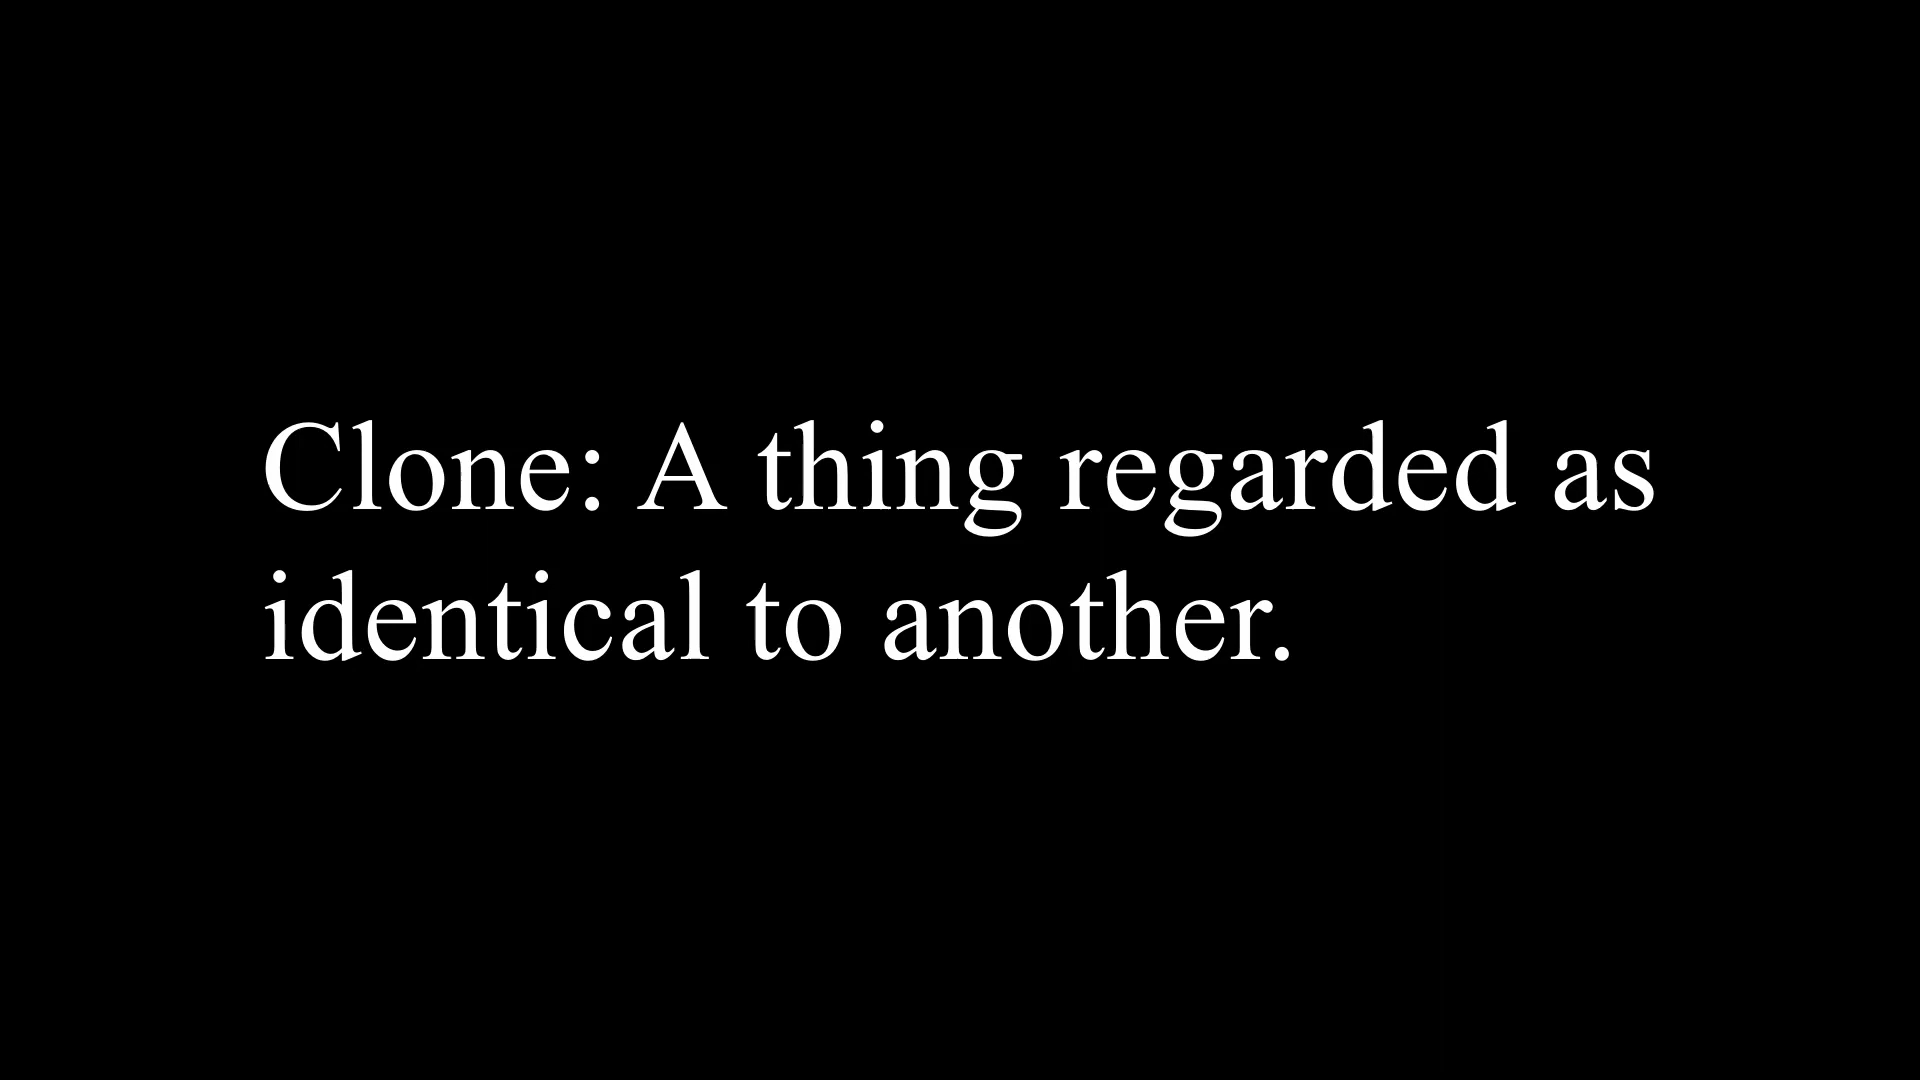 Clone: A thing regarded as
identical to another.